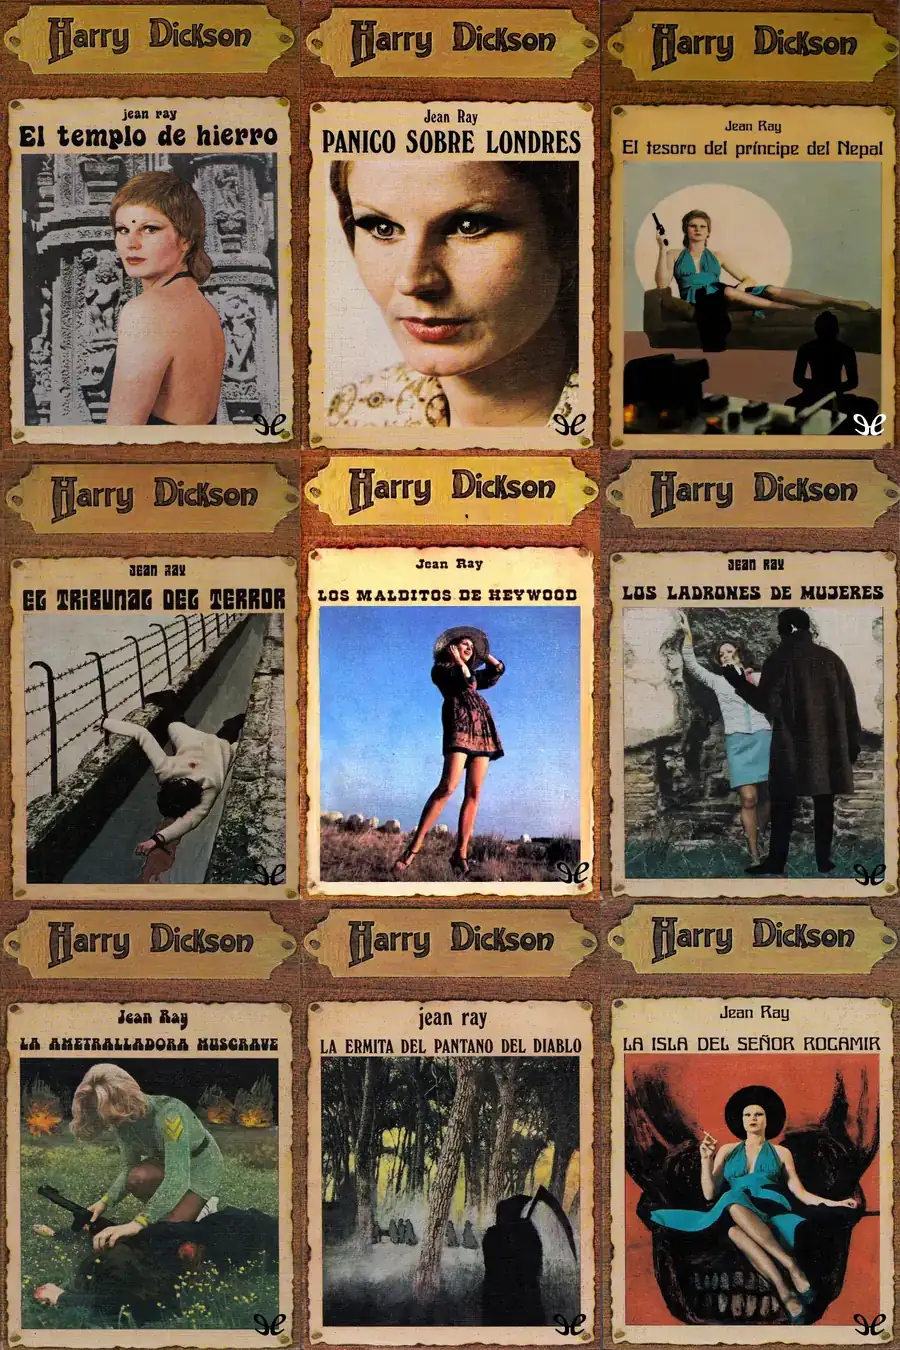 Harry Dickson
jean ray
El templo de hierro
Harry Dickson
Jean Ray
PANICO SOBRE LONDRES
Harry Dickson
Jean Ray
El tesoro del príncipe del Nepal
Harry Dickson
JEAN RAY
EL TRIBUNAL DEL TERROR
Harry Dickson
Jean Ray
LOS MALDITOS DE HEYWOOD
Harry Dickson
JEAN RAY
LOS LADRONES DE MUJERES
Harry Dickson
Jean Ray
LA AMETRALLADORA MUSGRAVE
Harry Dickson
jean ray
LA ERMITA DEL PANTANO DEL DIABLO
Harry Dickson
Jean Ray
LA ISLA DEL SEÑOR ROCAMIR